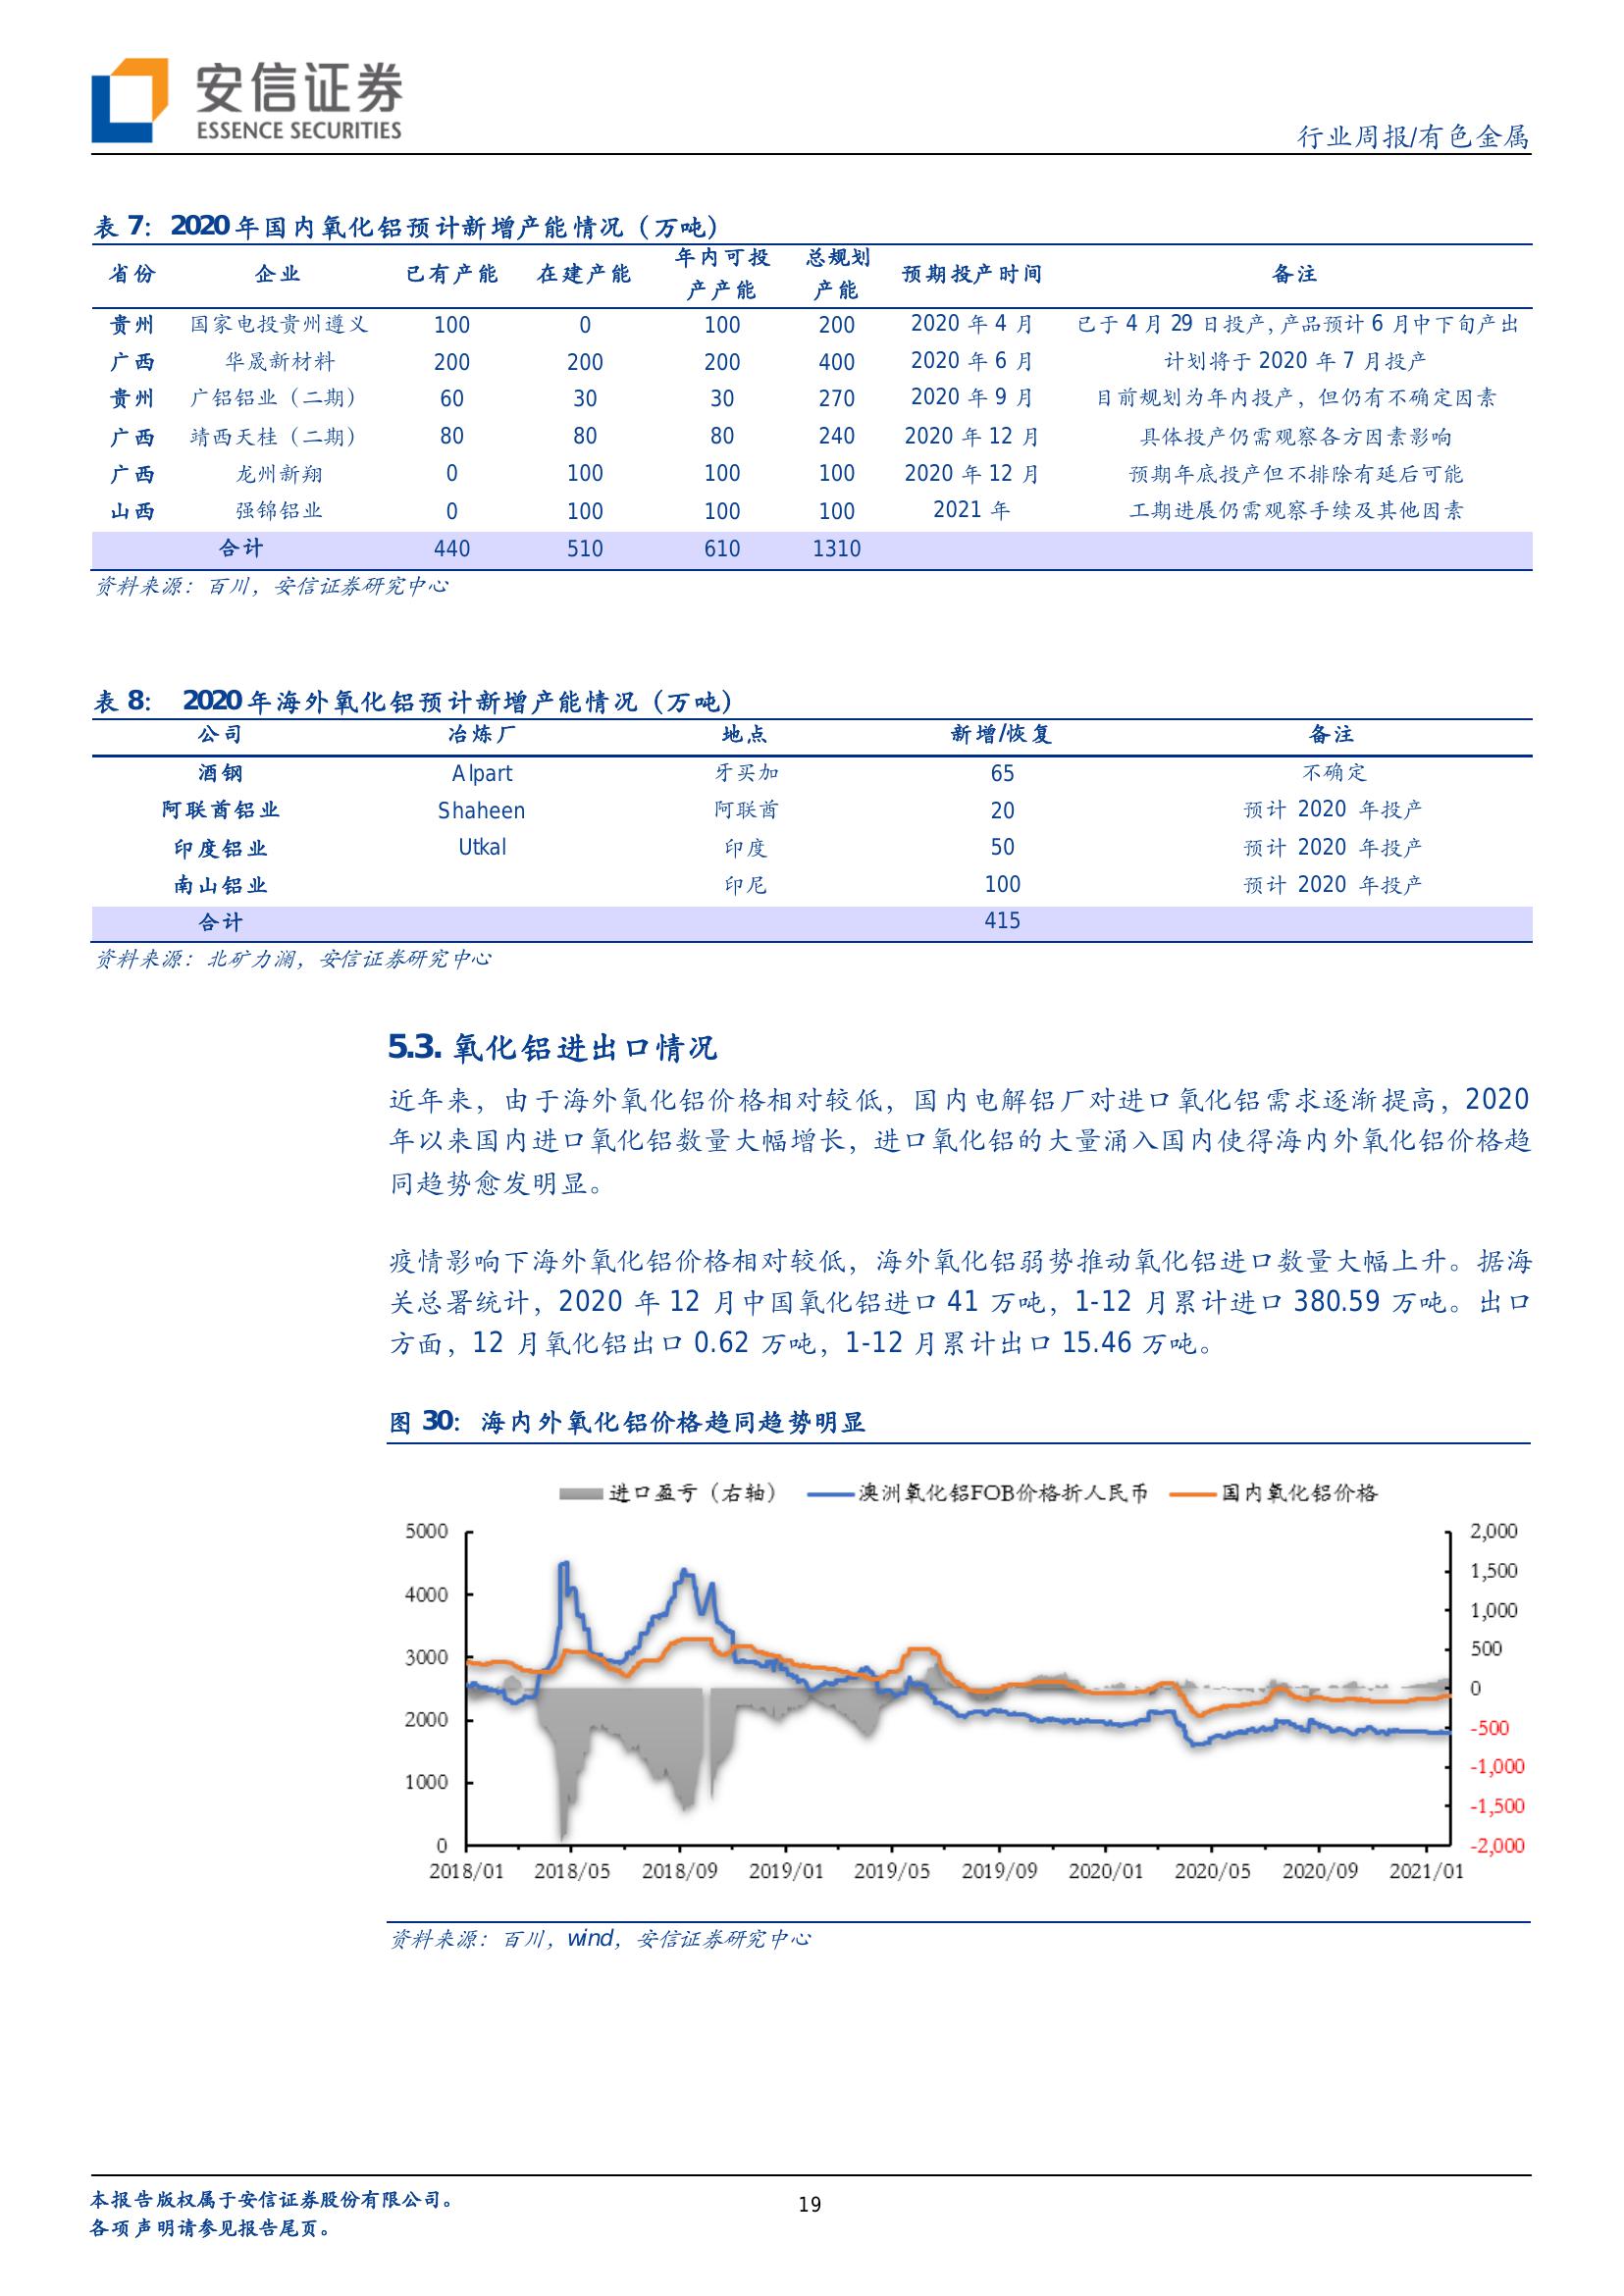 安信证券
ESSENCE SECURITIES
行业周报/有色金属
表 7: 2020 年国内氧化铝预计新增产能情况（万吨）
省份 企业 已有产能 在建产能 年内可投产产能 总规划产能 预期投产时间 备注
贵州 国家电投贵州遵义 100 0 100 200 2020 年 4 月 已于 4 月 29 日投产，产品预计 6 月中下旬产出
广西 华晟新材料 200 200 200 400 2020 年 6 月 计划将于 2020 年 7 月投产
贵州 广铝铝业（二期） 60 30 30 270 2020 年 9 月 目前规划为年内投产，但仍有不确定因素
广西 靖西天桂（二期） 80 80 80 240 2020 年 12 月 具体投产仍需观察各方因素影响
广西 龙州新翔 0 100 100 100 2020 年 12 月 预期年底投产但不排除有延后可能
山西 强锦铝业 0 100 100 100 2021 年 工期进展仍需观察手续及其他因素
合计 440 510 610 1310
资料来源：百川，安信证券研究中心
表 8: 2020 年海外氧化铝预计新增产能情况（万吨）
公司 冶炼厂 地点 新增/恢复 备注
酒钢 Alpart 牙买加 65 不确定
阿联酋铝业 Shaheen 阿联酋 20 预计 2020 年投产
印度铝业 Utkal 印度 50 预计 2020 年投产
南山铝业 印尼 100 预计 2020 年投产
合计 415
资料来源：北矿力澜，安信证券研究中心
5.3. 氧化铝进出口情况
近年来，由于海外氧化铝价格相对较低，国内电解铝厂对进口氧化铝需求逐渐提高，2020
年以来国内进口氧化铝数量大幅增长，进口氧化铝的大量涌入国内使得海内外氧化铝价格趋
同趋势愈发明显。
疫情影响下海外氧化铝价格相对较低，海外氧化铝弱势推动氧化铝进口数量大幅上升。据海
关总署统计，2020 年 12 月中国氧化铝进口 41 万吨，1-12 月累计进口 380.59 万吨。出口
方面，12 月氧化铝出口 0.62 万吨，1-12 月累计出口 15.46 万吨。
图 30: 海内外氧化铝价格趋同趋势明显
进口盈亏（右轴） 澳洲氧化铝FOB价格折人民币 国内氧化铝价格
5000 2,000
1,500
4000
1,000
3000 500
0
2000
-500
1000 -1,000
-1,500
0 -2,000
2018/01 2018/05 2018/09 2019/01 2019/05 2019/09 2020/01 2020/05 2020/09 2021/01
资料来源：百川，wind，安信证券研究中心
本报告版权属于安信证券股份有限公司。
19
各项声明请参见报告尾页。